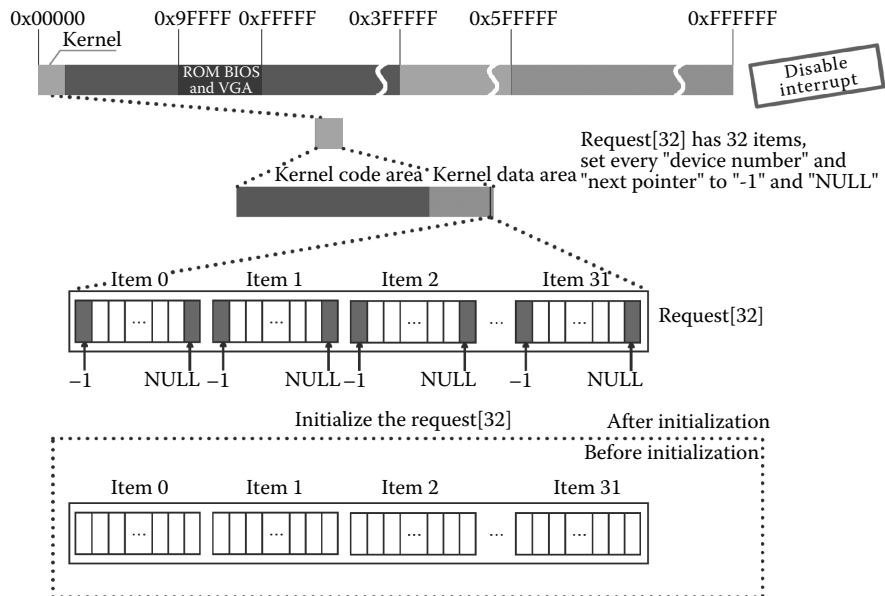 0x00000 0x9FFFF 0xFFFFF 0x3FFFFF 0x5FFFFF 0xFFFFFF
Kernel
ROM BIOS
and VGA
Disable
interrupt
Request[32] has 32 items,
set every "device number" and
"next pointer" to "-1" and "NULL"
Kernel code area Kernel data area
Item 0 Item 1 Item 2 Item 31
... ... ... ... ...
Request[32]
–1 NULL –1 NULL –1 NULL –1 NULL
Initialize the request[32] After initialization
Before initialization
Item 0 Item 1 Item 2 Item 31
... ... ... ... ...